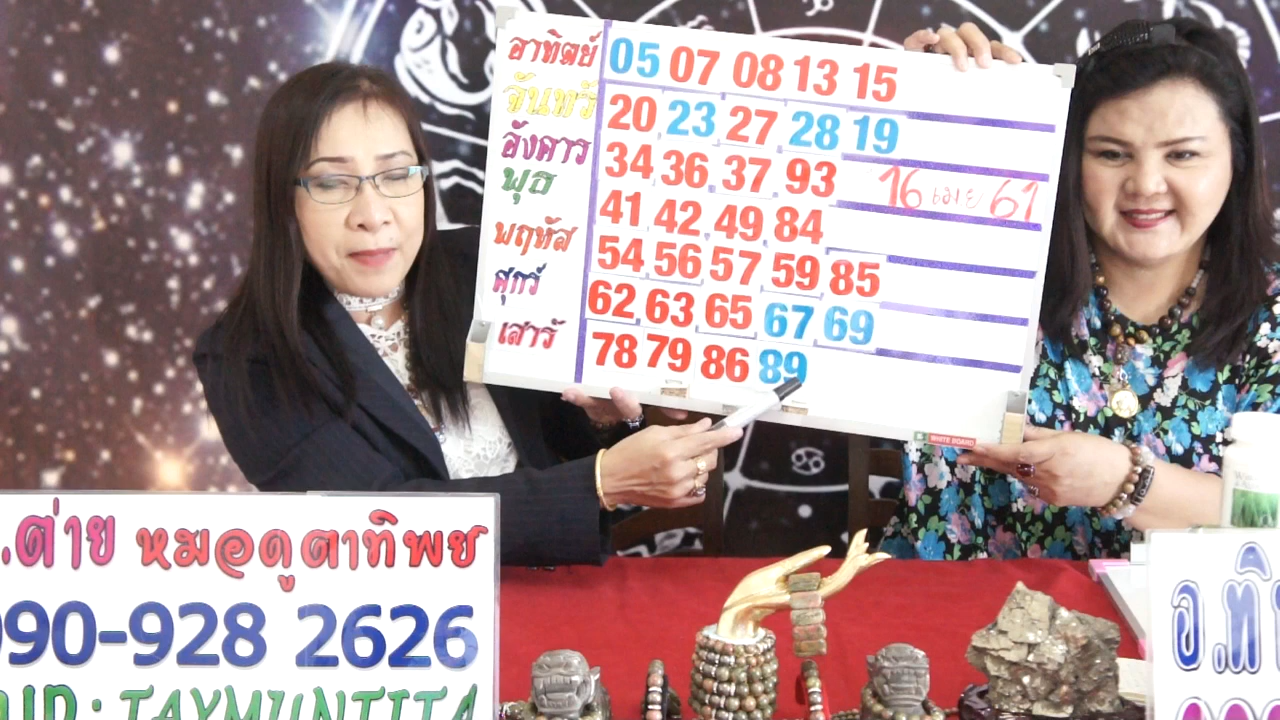 อาทิตย์ 05 07 08 13 15
จันทร์ 20 23 27 28 19
อังคาร 34 36 37 93 16 เมย 61
พุธ 41 42 49 84
พฤหัส 54 56 57 59 85
ศุกร์ 62 63 65 67 69
เสาร์ 78 79 86 89
WHITE BOARD
.ต่าย หมอดูตาทิพย์
090-928 2626
ID : TAYMUNTITA
อ.ทิ